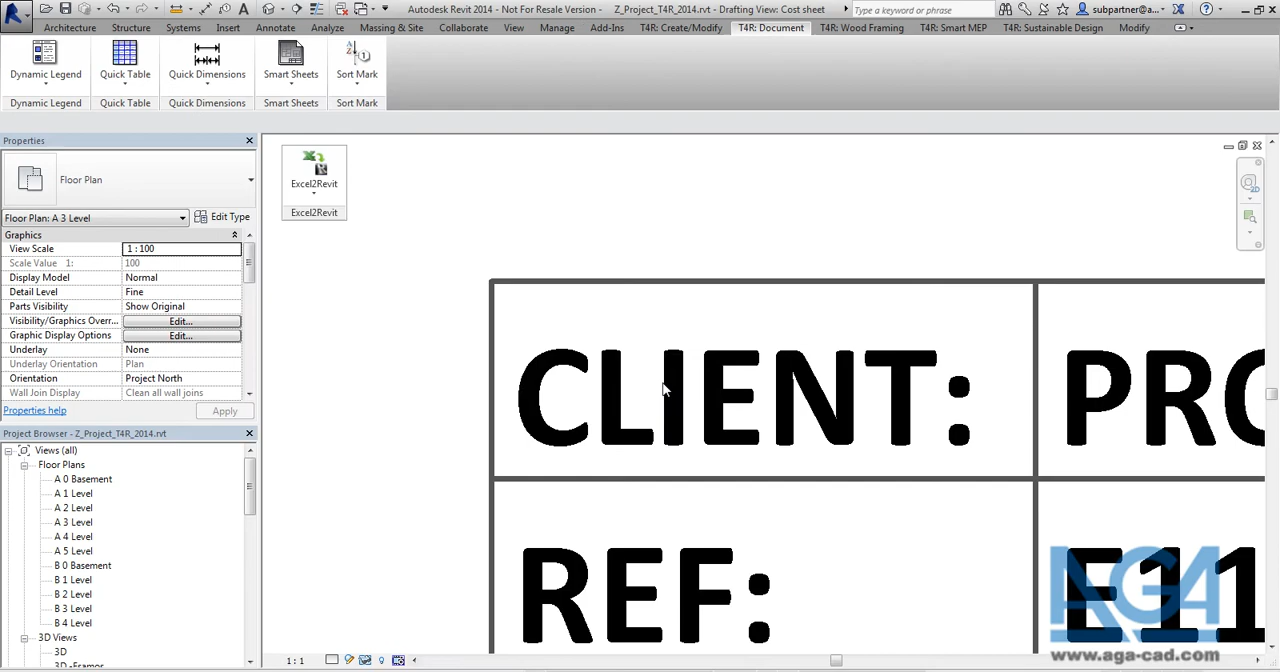 Autodesk Revit 2014 - Not For Resale Version - Z_Project_T4R_2014.rvt - Drafting View: Cost sheet
Type a keyword or phrase
subpartner@a...
Architecture Structure Systems Insert Annotate Analyze Massing & Site Collaborate View Manage Add-Ins T4R: Create/Modify T4R: Document T4R: Wood Framing T4R: Smart MEP T4R: Sustainable Design Modify
Dynamic Legend Quick Table Quick Dimensions Smart Sheets Sort Mark
Dynamic Legend Quick Table Quick Dimensions Smart Sheets Sort Mark
Properties
Floor Plan
Floor Plan: A 3 Level Edit Type
Graphics
View Scale 1 : 100
Scale Value 1: 100
Display Model Normal
Detail Level Fine
Parts Visibility Show Original
Visibility/Graphics Overr... Edit...
Graphic Display Options Edit...
Underlay None
Underlay Orientation Plan
Orientation Project North
Wall Join Display Clean all wall joins
Properties help Apply
Project Browser - Z_Project_T4R_2014.rvt
Views (all)
Floor Plans
A 0 Basement
A 1 Level
A 2 Level
A 3 Level
A 4 Level
A 5 Level
B 0 Basement
B 1 Level
B 2 Level
B 3 Level
B 4 Level
3D Views
3D
3D -Frames
Excel2Revit
Excel2Revit
2D
CLIENT: PRO
REF: E11
1 : 1
AGA
www.aga-cad.com